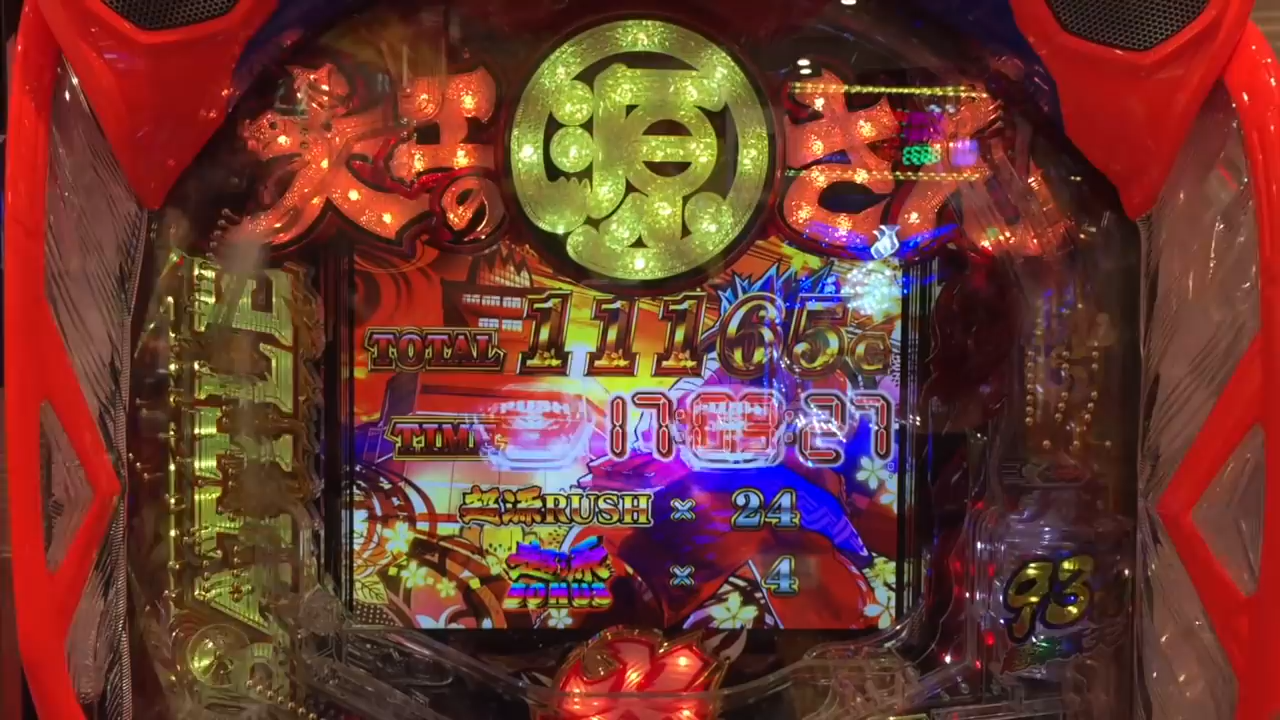 大工の源さん
TOTAL 11165C
TIME 17:03:27
超源RUSH × 24
超源BONUS × 4
93